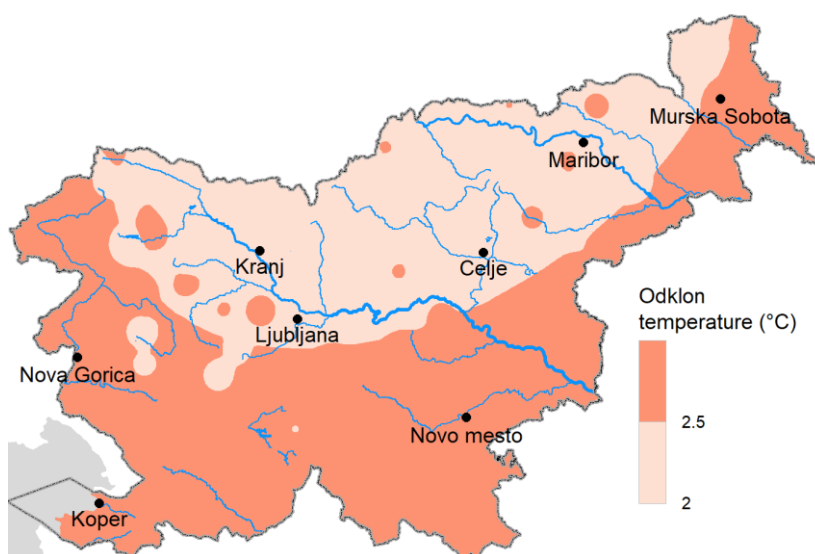 Murska Sobota
Maribor
Kranj
Celje
Ljubljana
Nova Gorica
Novo mesto
Koper
Odklon
temperature (°C)
2.5
2